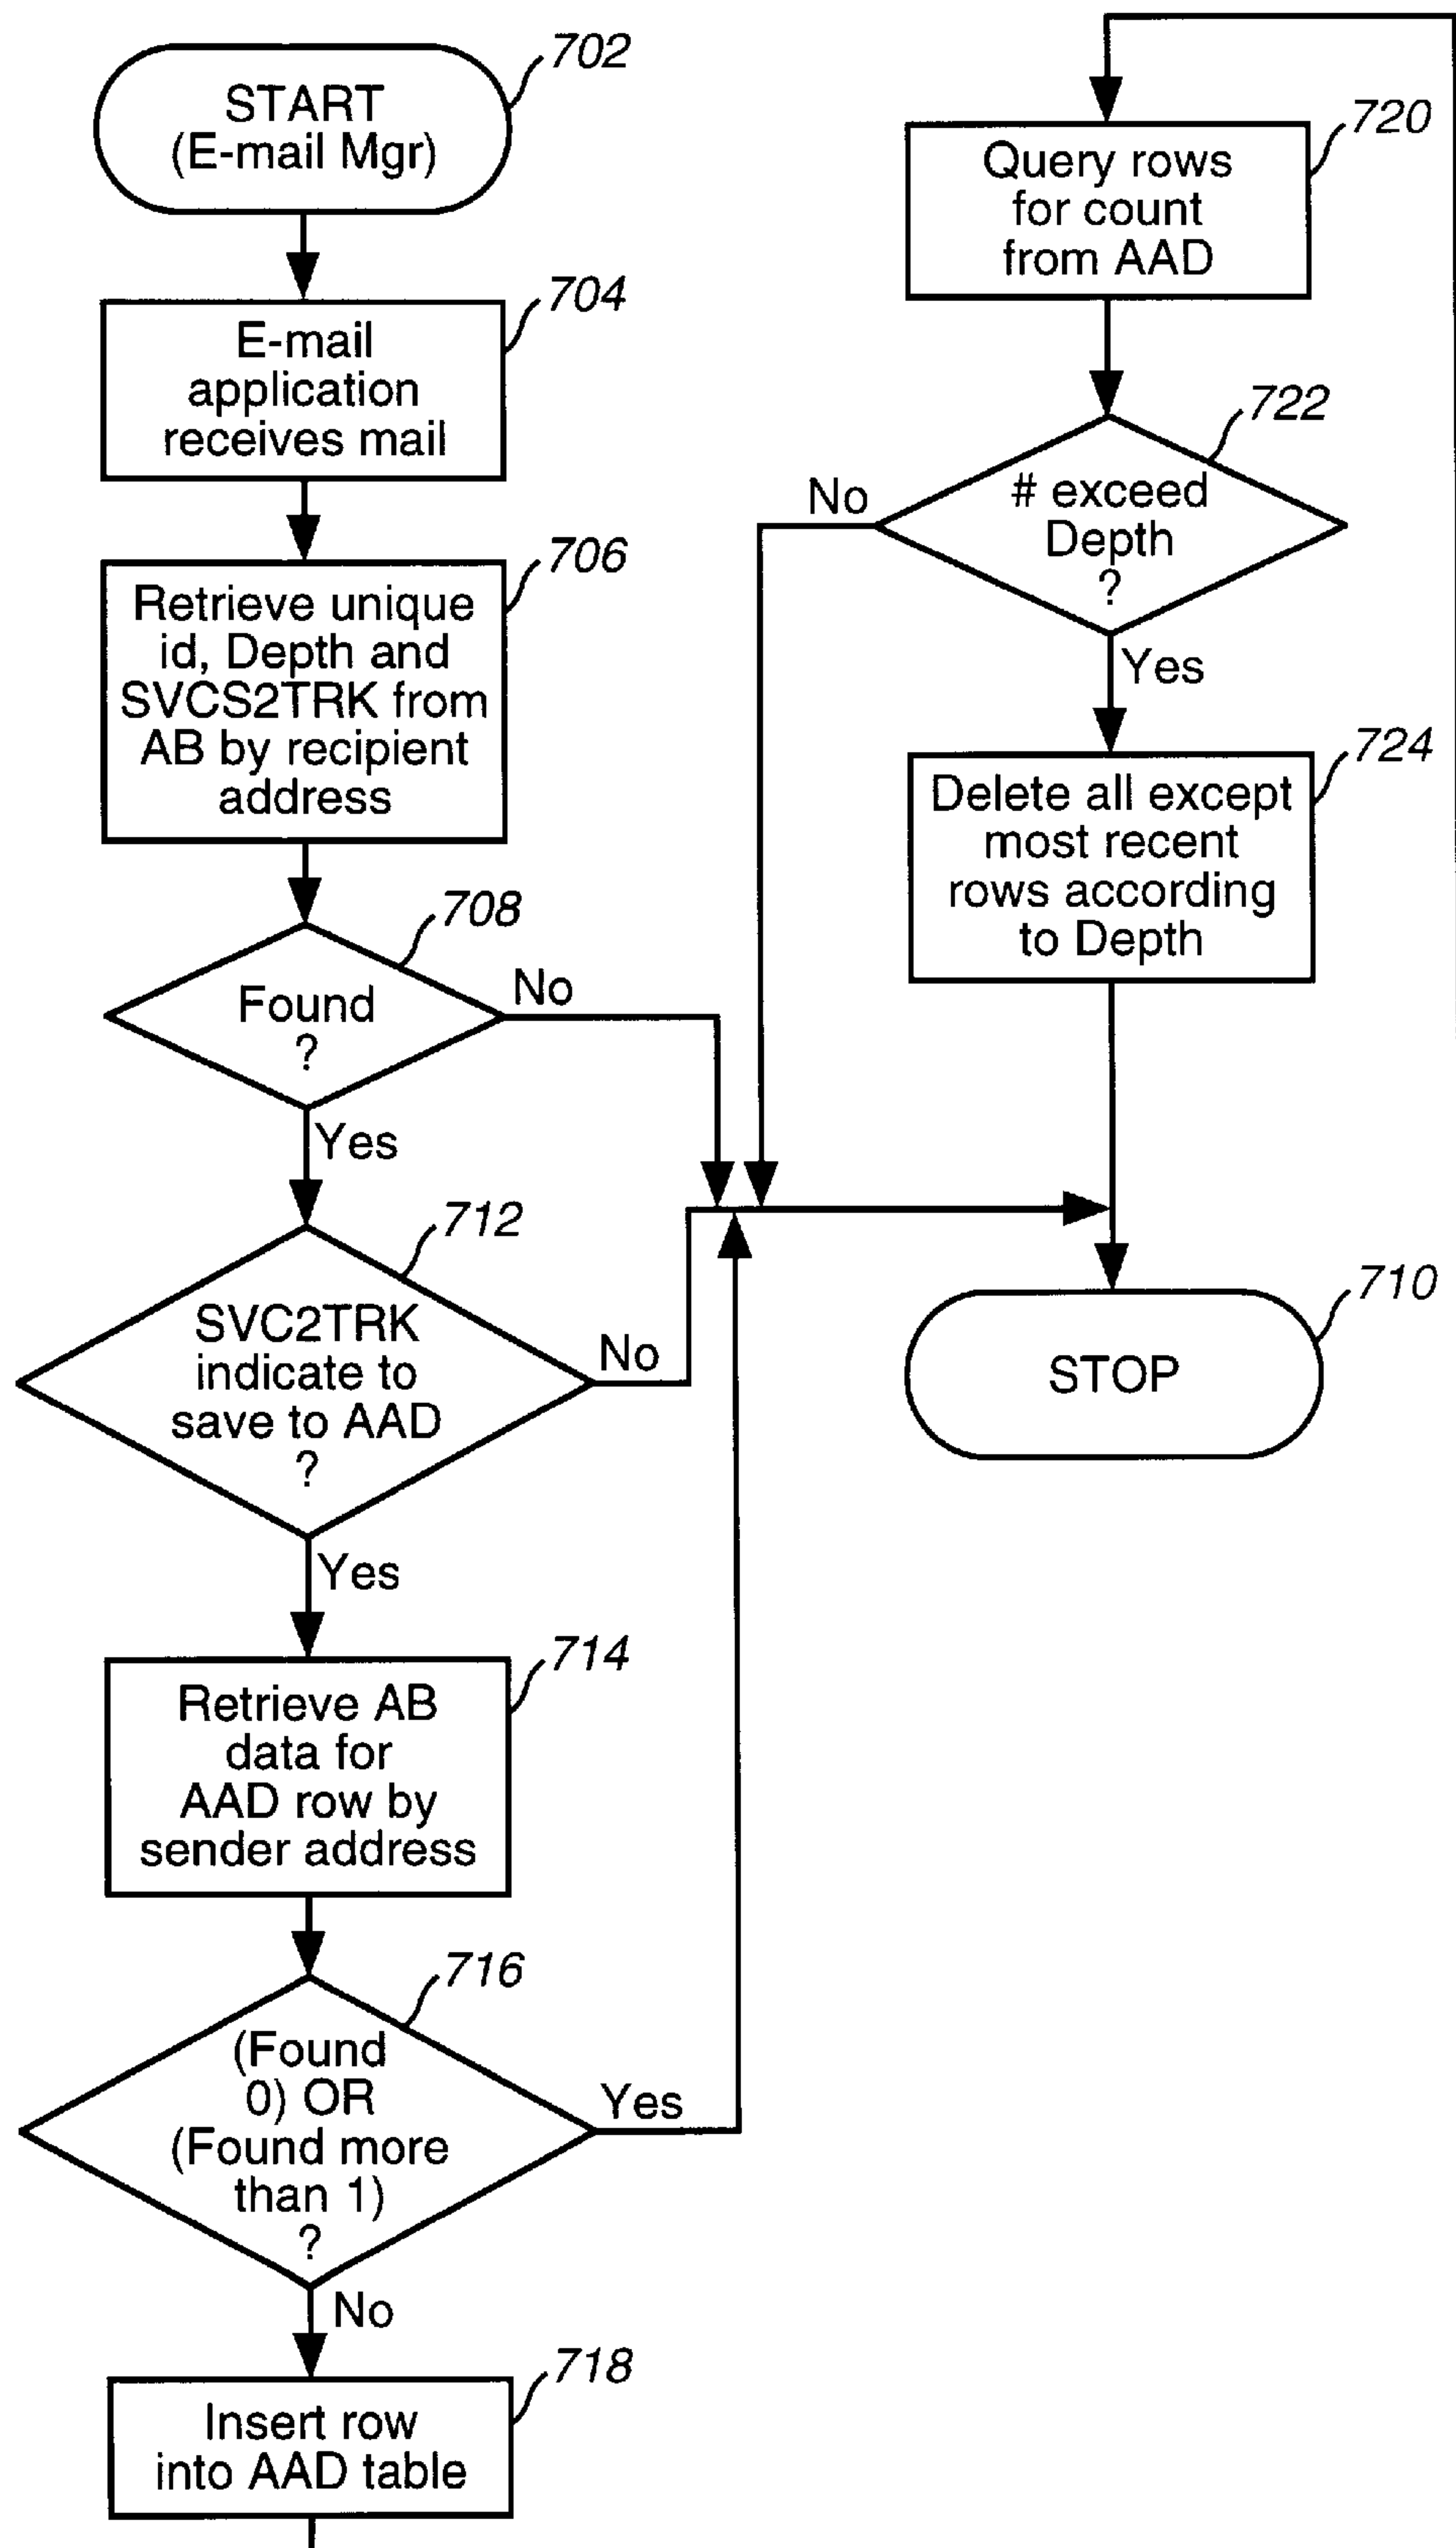 702
START
(E-mail Mgr)
704
E-mail
application
receives mail
706
Retrieve unique
id, Depth and
SVCS2TRK from
AB by recipient
address
708
Found
?
No
Yes
712
SVC2TRK
indicate to
save to AAD
?
No
Yes
714
Retrieve AB
data for
AAD row by
sender address
716
(Found
0) OR
(Found more
than 1)
?
Yes
No
718
Insert row
into AAD table
720
Query rows
for count
from AAD
722
# exceed
Depth
?
No
Yes
724
Delete all except
most recent
rows according
to Depth
710
STOP